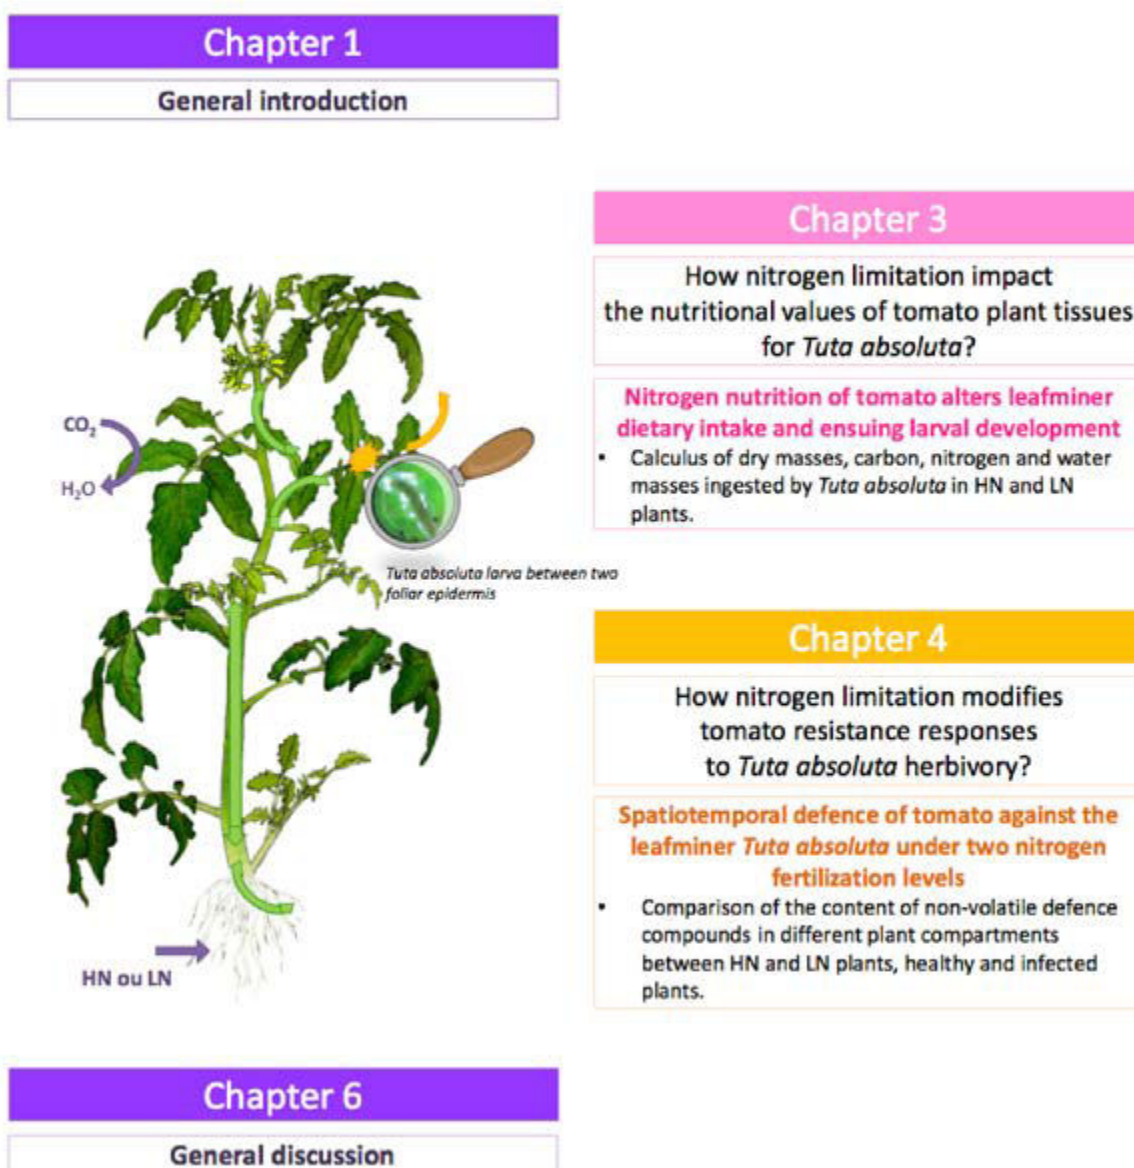 Chapter 1
General introduction
Chapter 3
How nitrogen limitation impact
the nutritional values of tomato plant tissues
for Tuta absoluta?
Nitrogen nutrition of tomato alters leafminer
dietary intake and ensuing larval development
• Calculus of dry masses, carbon, nitrogen and water
masses ingested by Tuta absoluta in HN and LN
plants.
CO₂
H₂O
Tuta absoluta larva between two
foliar epidermis
HN ou LN
Chapter 4
How nitrogen limitation modifies
tomato resistance responses
to Tuta absoluta herbivory?
Spatiotemporal defence of tomato against the
leafminer Tuta absoluta under two nitrogen
fertilization levels
• Comparison of the content of non-volatile defence
compounds in different plant compartments
between HN and LN plants, healthy and infected
plants.
Chapter 6
General discussion